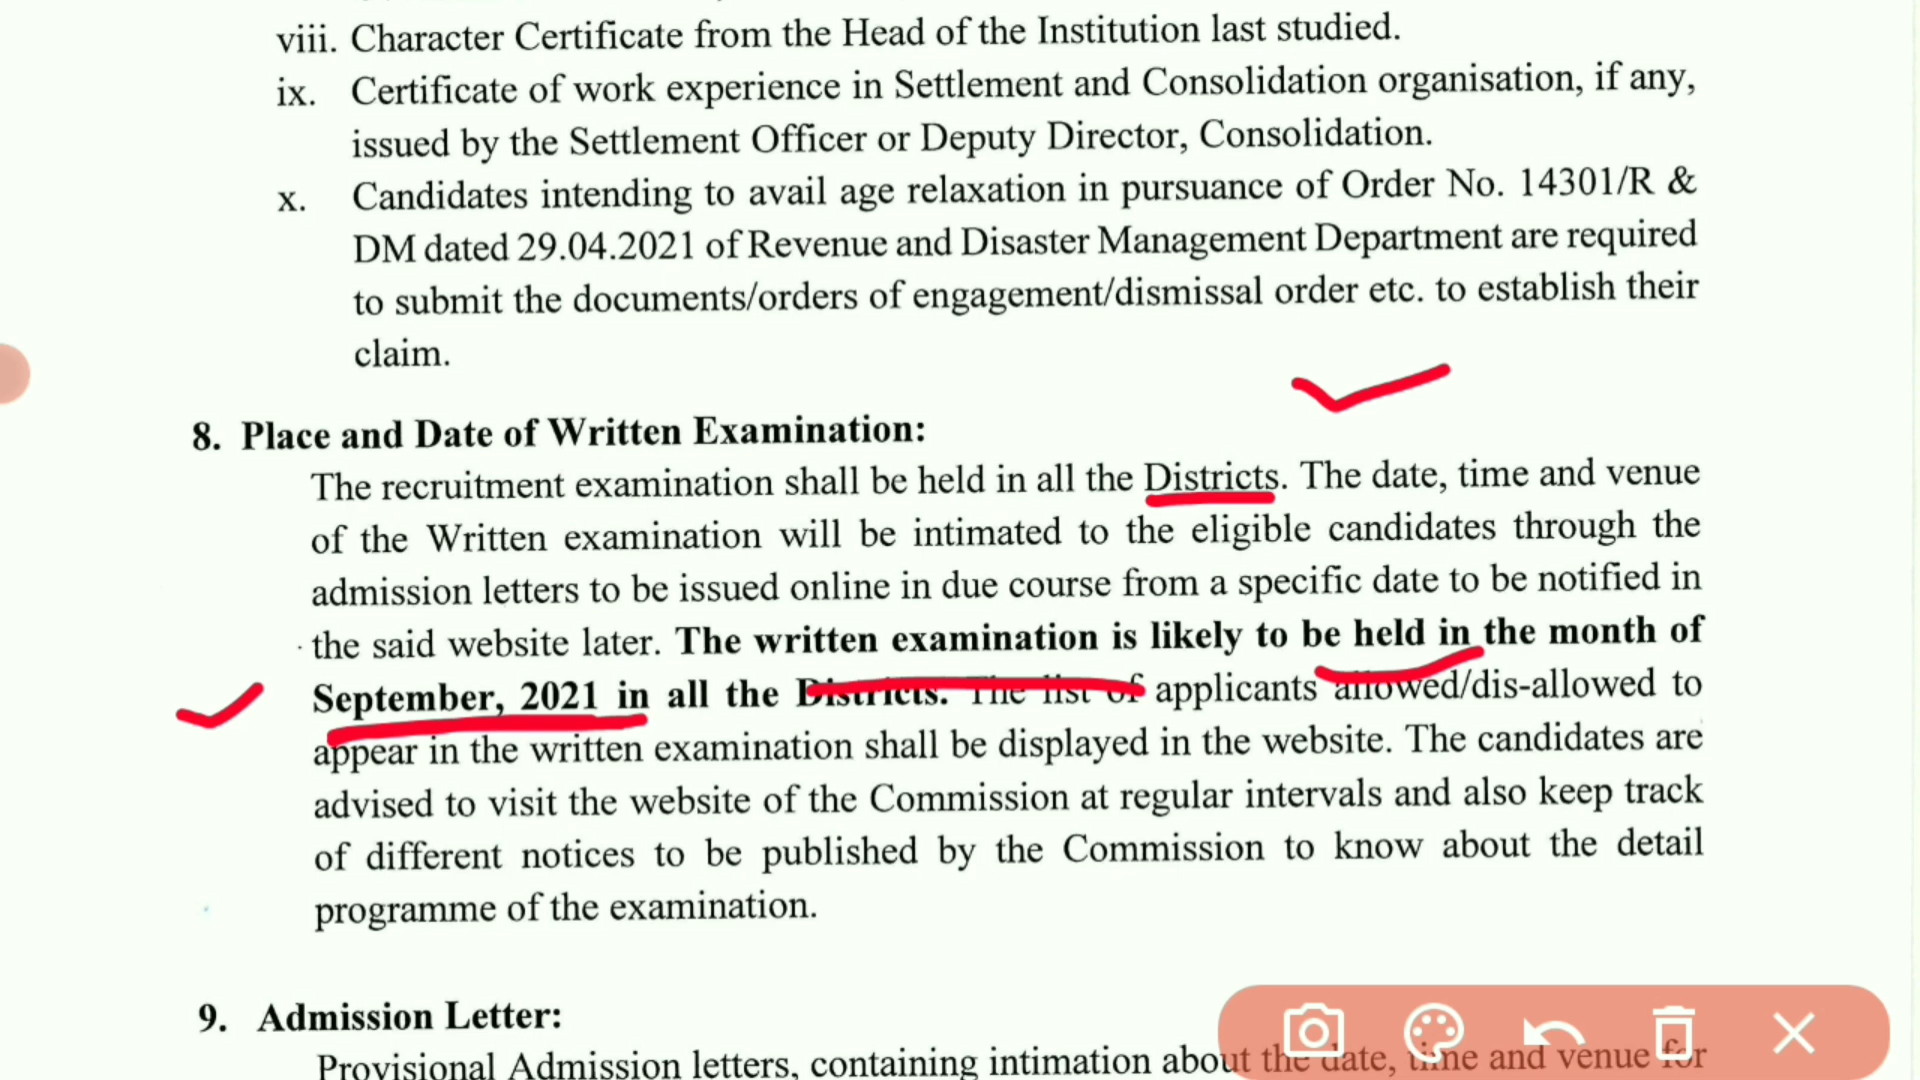 viii. Character Certificate from the Head of the Institution last studied.
ix. Certificate of work experience in Settlement and Consolidation organisation, if any,
issued by the Settlement Officer or Deputy Director, Consolidation.
x. Candidates intending to avail age relaxation in pursuance of Order No. 14301/R &
DM dated 29.04.2021 of Revenue and Disaster Management Department are required
to submit the documents/orders of engagement/dismissal order etc. to establish their
claim.
8. Place and Date of Written Examination:
The recruitment examination shall be held in all the Districts. The date, time and venue
of the Written examination will be intimated to the eligible candidates through the
admission letters to be issued online in due course from a specific date to be notified in
the said website later. The written examination is likely to be held in the month of
September, 2021 in all the Districts. The list of applicants allowed/dis-allowed to
appear in the written examination shall be displayed in the website. The candidates are
advised to visit the website of the Commission at regular intervals and also keep track
of different notices to be published by the Commission to know about the detail
programme of the examination.
9. Admission Letter:
Provisional Admission letters, containing intimation about the date, time and venue for